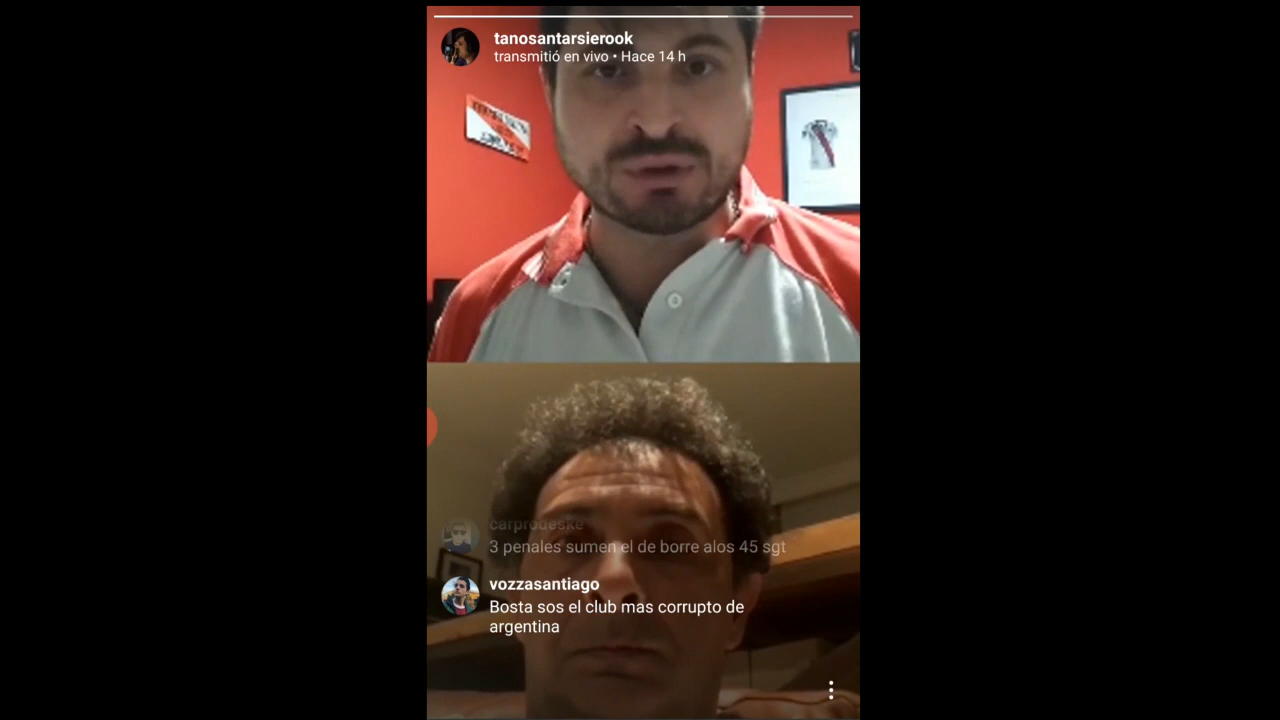 tanosantarsierook
transmitió en vivo • Hace 14 h
carprodeske
3 penales sumen el de borre alos 45 sgt
vozzasantiago
Bosta sos el club mas corrupto de
argentina